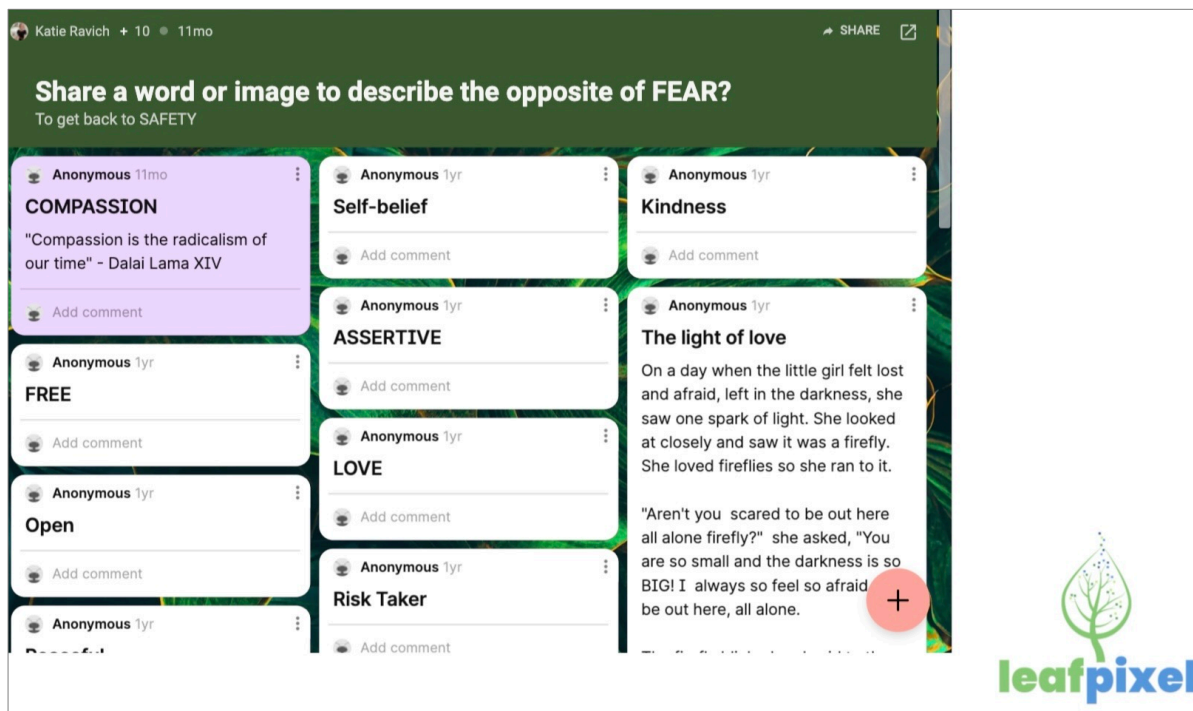 Katie Ravich + 10 11mo
SHARE
Share a word or image to describe the opposite of FEAR?
To get back to SAFETY
Anonymous 11mo
COMPASSION
"Compassion is the radicalism of
our time" - Dalai Lama XIV
Add comment
Anonymous 1yr
FREE
Add comment
Anonymous 1yr
Open
Add comment
Anonymous 1yr
Anonymous 1yr
Self-belief
Add comment
Anonymous 1yr
ASSERTIVE
Add comment
Anonymous 1yr
LOVE
Add comment
Anonymous 1yr
Risk Taker
Add comment
Anonymous 1yr
Kindness
Add comment
Anonymous 1yr
The light of love
On a day when the little girl felt lost
and afraid, left in the darkness, she
saw one spark of light. She looked
at closely and saw it was a firefly.
She loved fireflies so she ran to it.
"Aren't you scared to be out here
all alone firefly?" she asked, "You
are so small and the darkness is so
BIG! I always so feel so afraid
be out here, all alone.
leafpixel